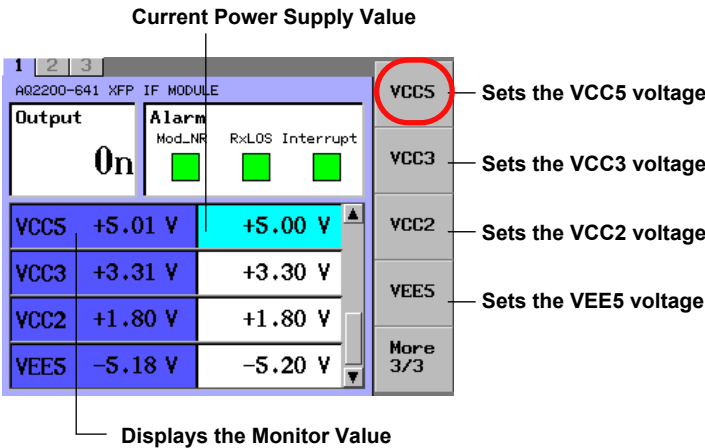 Current Power Supply Value
1 2 3
AQ2200-641 XFP IF MODULE
Output
On
Alarm
Mod_NR RxLOS Interrupt
VCC5 +5.01 V +5.00 V
VCC3 +3.31 V +3.30 V
VCC2 +1.80 V +1.80 V
VEE5 -5.18 V -5.20 V
VCC5
Sets the VCC5 voltage
VCC3
Sets the VCC3 voltage
VCC2
Sets the VCC2 voltage
VEE5
Sets the VEE5 voltage
More
3/3
Displays the Monitor Value